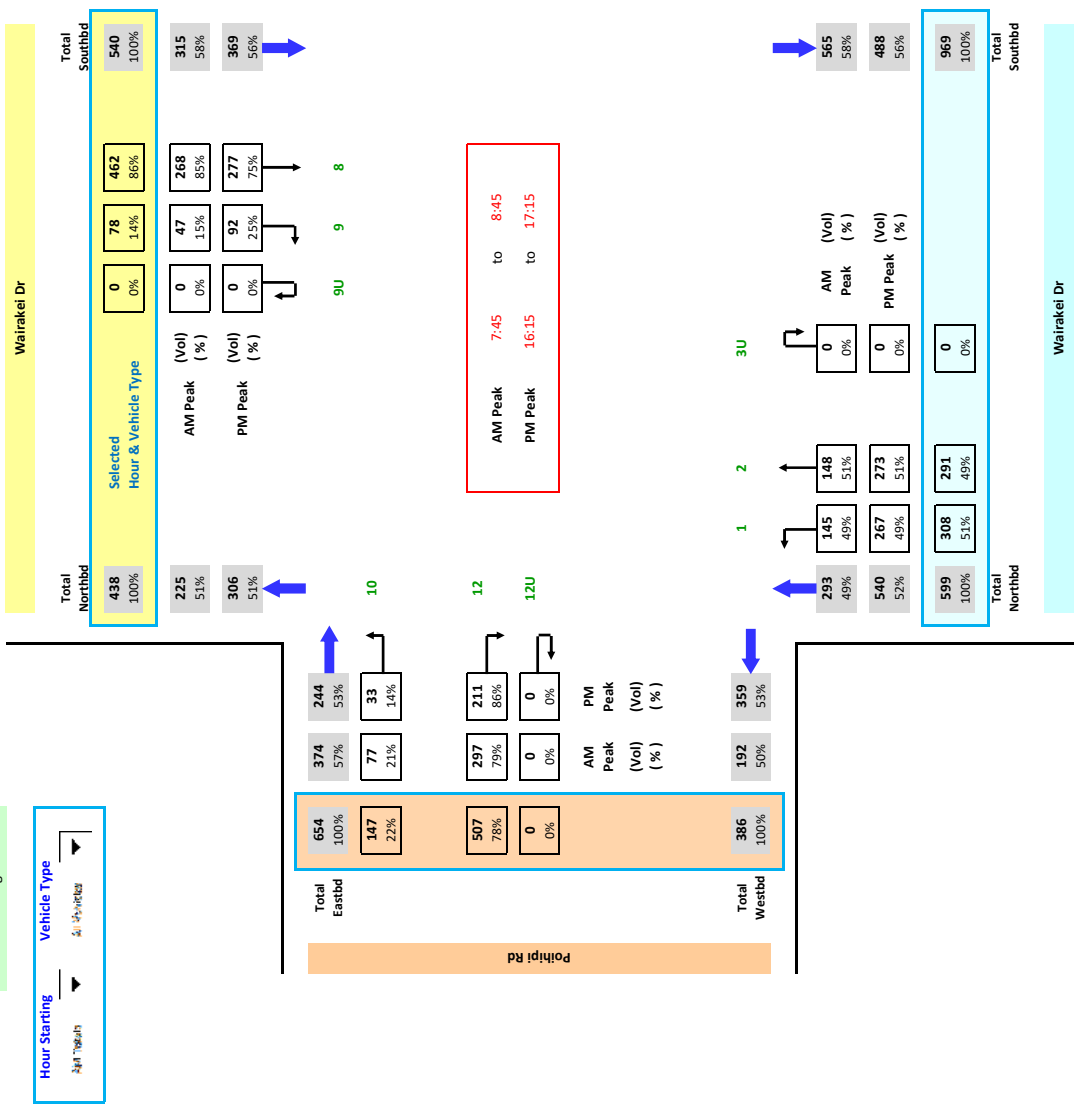 Wairakei Dr
Total
Northbd
Total
Southbd
438
100%
Selected
Hour & Vehicle Type
0
0%
78
14%
462
86%
540
100%
225
51%
AM Peak
(Vol)
( % )
0
0%
47
15%
268
85%
315
58%
306
51%
PM Peak
(Vol)
( % )
0
0%
92
25%
277
75%
369
56%
9U
9
8
Hour Starting
Vehicle Type
Poihipi Rd
Total
Eastbd
654
100%
374
57%
244
53%
147
22%
77
21%
33
14%
10
507
78%
297
79%
211
86%
12
0
0%
0
0%
0
0%
12U
AM
Peak
(Vol)
( % )
PM
Peak
(Vol)
( % )
Total
Westbd
386
100%
192
50%
359
53%
AM Peak 7:45 to 8:45
PM Peak 16:15 to 17:15
1
2
3U
293
49%
145
49%
148
51%
0
0%
AM
Peak
(Vol)
( % )
565
58%
540
52%
267
49%
273
51%
0
0%
PM Peak
(Vol)
( % )
488
56%
599
100%
308
51%
291
49%
0
0%
969
100%
Total
Northbd
Total
Southbd
Wairakei Dr